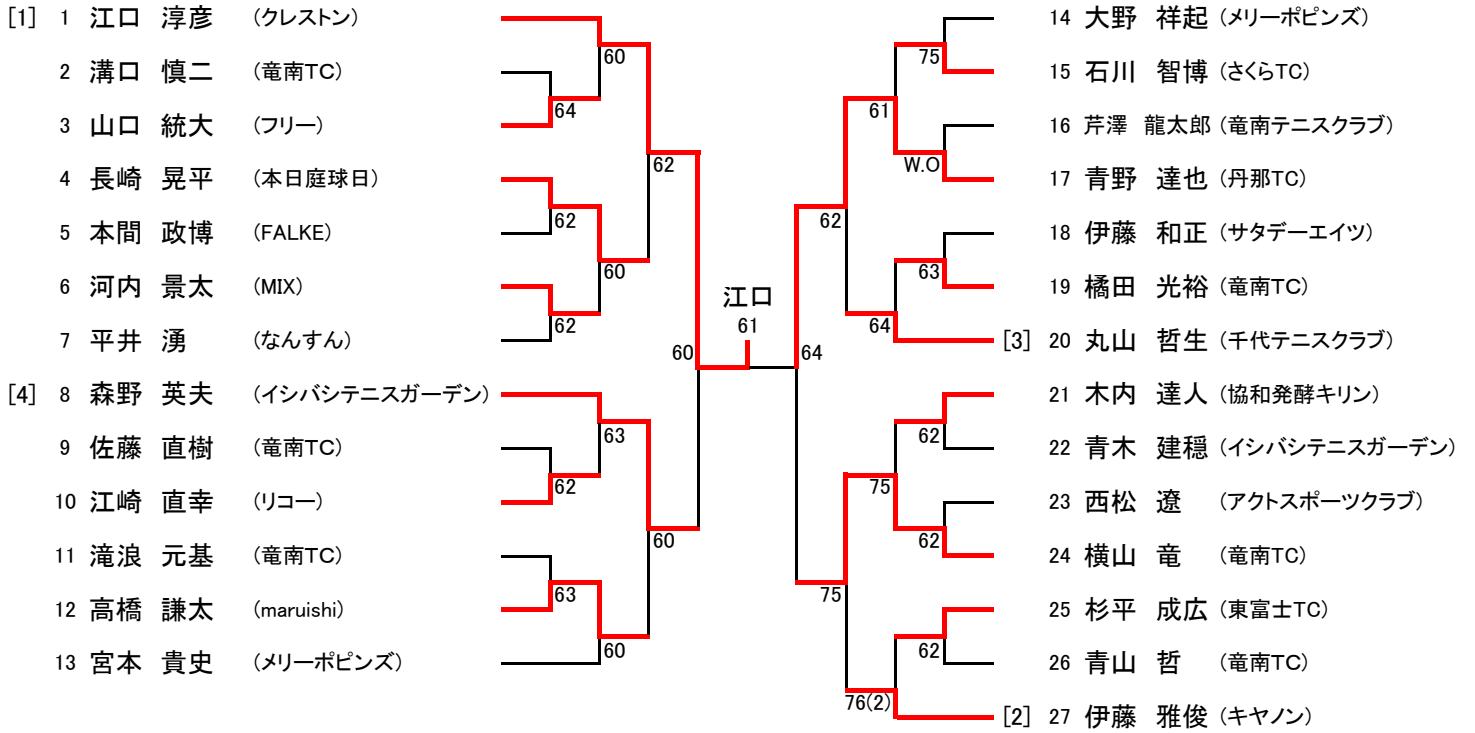 [1] 1 江口 淳彦 (クレストン)
2 溝口 慎二 (竜南TC)
3 山口 統大 (フリー)
4 長崎 晃平 (本日庭球日)
5 本間 政博 (FALKE)
6 河内 景太 (MIX)
7 平井 湧 (なんすん)
[4] 8 森野 英夫 (イシバシテニスガーデン)
9 佐藤 直樹 (竜南TC)
10 江崎 直幸 (リコー)
11 滝浪 元基 (竜南TC)
12 高橋 謙太 (maruishi)
13 宮本 貴史 (メリーポピンズ)
60
64
62
62
60
62
60
63
62
60
63
60
江口
61
64
75
61
W.O
62
63
64
62
75
62
75
62
76(2)
14 大野 祥起 (メリーポピンズ)
15 石川 智博 (さくらTC)
16 芹澤 龍太郎 (竜南テニスクラブ)
17 青野 達也 (丹那TC)
18 伊藤 和正 (サタデーエイツ)
19 橘田 光裕 (竜南TC)
[3] 20 丸山 哲生 (千代テニスクラブ)
21 木内 達人 (協和発酵キリン)
22 青木 建穏 (イシバシテニスガーデン)
23 西松 遼 (アクトスポーツクラブ)
24 横山 竜 (竜南TC)
25 杉平 成広 (東富士TC)
26 青山 哲 (竜南TC)
[2] 27 伊藤 雅俊 (キヤノン)